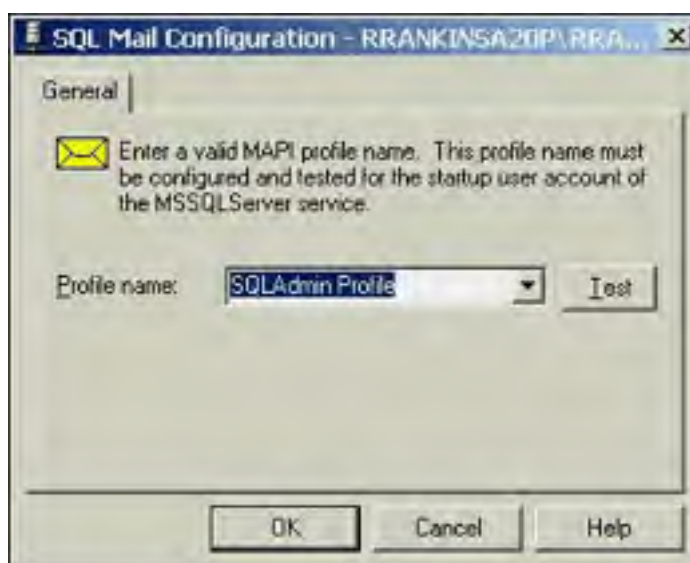 SQL Mail Configuration - RRANKINSA20P\RRA...
General
Enter a valid MAPI profile name. This profile name must
be configured and tested for the startup user account of
the MSSQLServer service.
Profile name: SQLAdmin Profile Test
OK Cancel Help